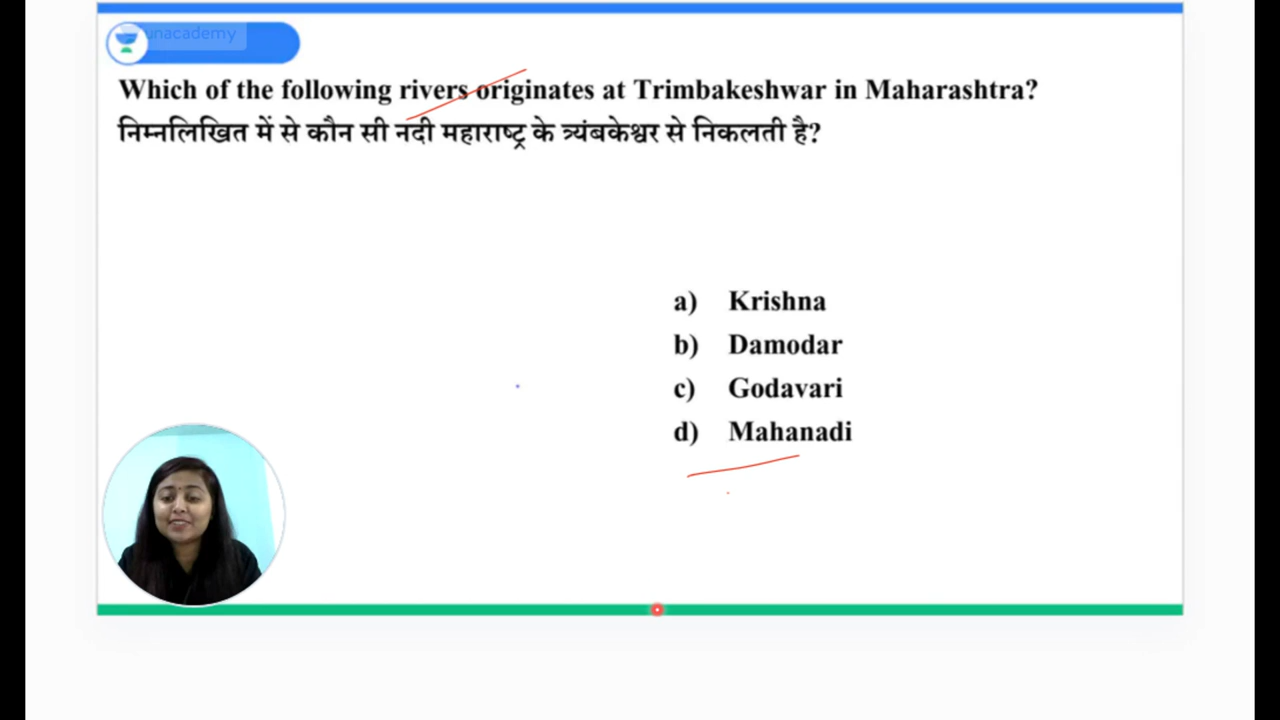 unacademy
Which of the following rivers originates at Trimbakeshwar in Maharashtra?
निम्नलिखित में से कौन सी नदी महाराष्ट्र के त्र्यंबकेश्वर से निकलती है?
a) Krishna
b) Damodar
c) Godavari
d) Mahanadi